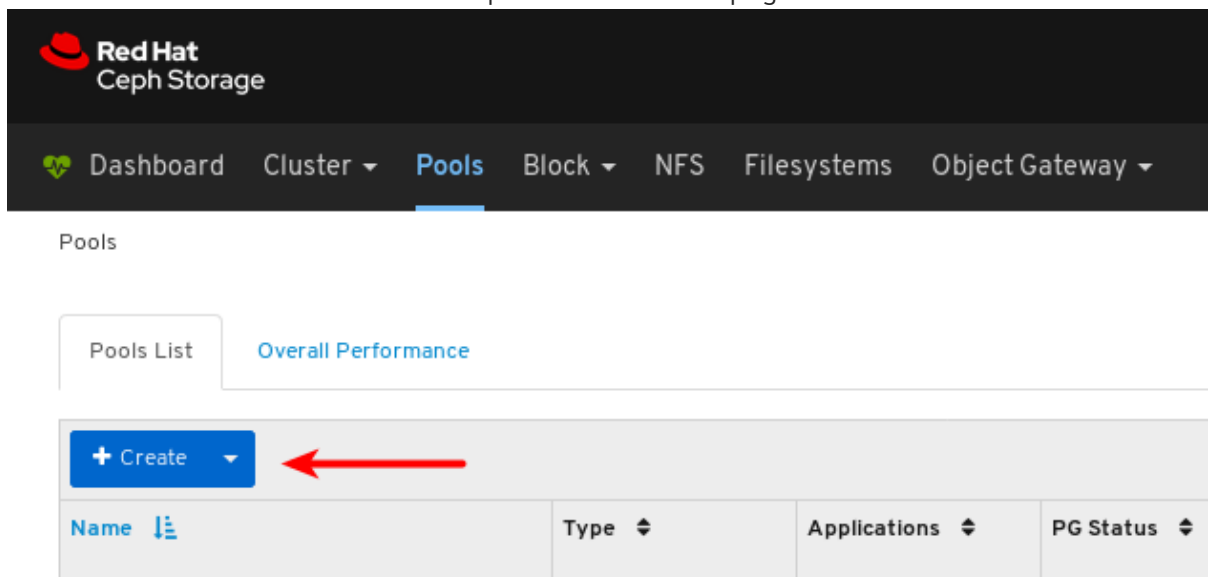 Red Hat
Ceph Storage
Dashboard Cluster Pools Block NFS Filesystems Object Gateway
Pools
Pools List Overall Performance
+ Create
Name Type Applications PG Status